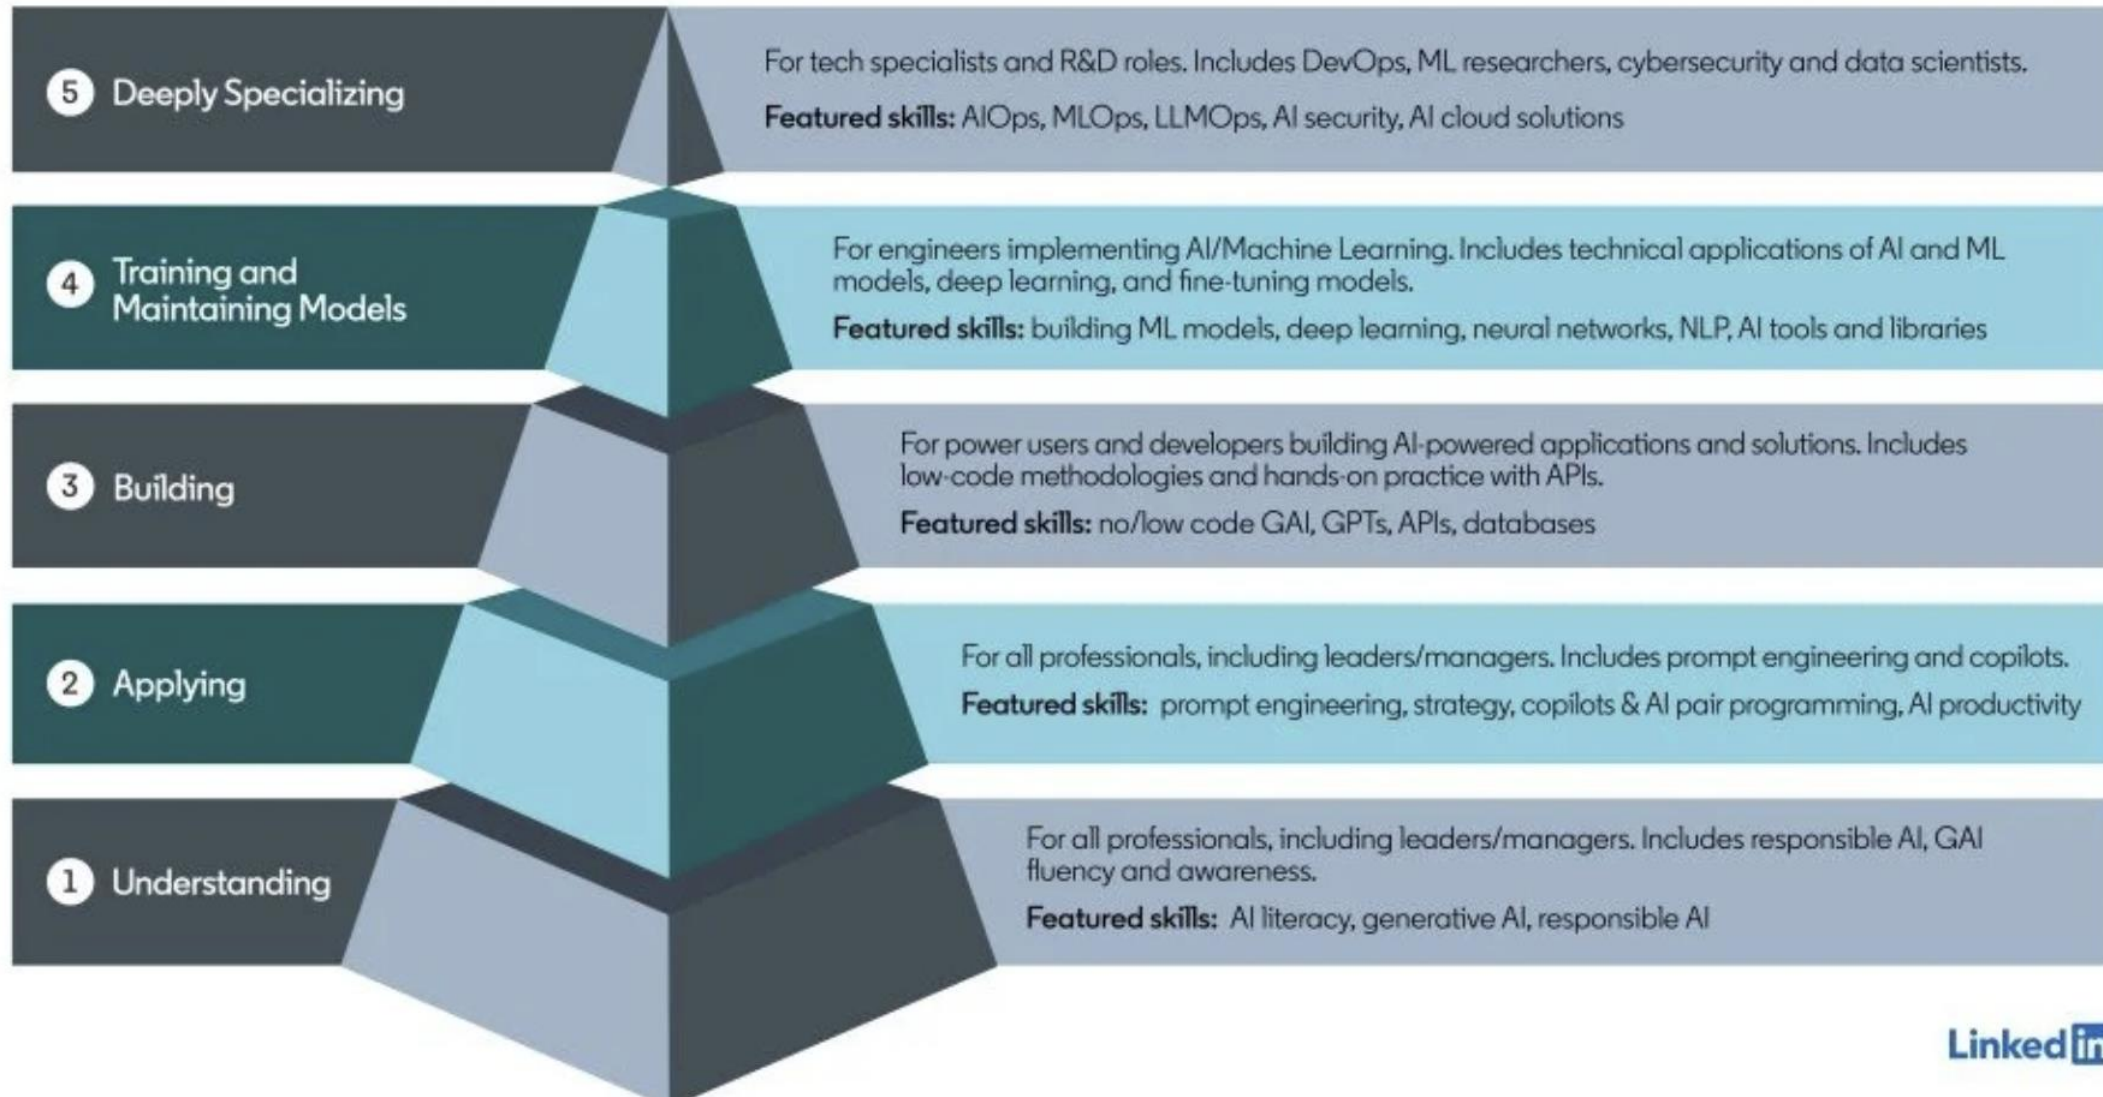 5 Deeply Specializing
For tech specialists and R&D roles. Includes DevOps, ML researchers, cybersecurity and data scientists.
Featured skills: AIOps, MLOps, LLMOps, AI security, AI cloud solutions
4 Training and
Maintaining Models
For engineers implementing AI/Machine Learning. Includes technical applications of AI and ML
models, deep learning, and fine-tuning models.
Featured skills: building ML models, deep learning, neural networks, NLP, AI tools and libraries
3 Building
For power users and developers building AI-powered applications and solutions. Includes
low-code methodologies and hands-on practice with APIs.
Featured skills: no/low code GAI, GPTs, APIs, databases
2 Applying
For all professionals, including leaders/managers. Includes prompt engineering and copilots.
Featured skills: prompt engineering, strategy, copilots & AI pair programming, AI productivity
1 Understanding
For all professionals, including leaders/managers. Includes responsible AI, GAI
fluency and awareness.
Featured skills: AI literacy, generative AI, responsible AI
Linkedin